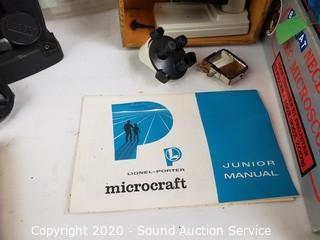 LIONEL-PORTER
microcraft
JUNIOR
MANUAL
Copyright 2020 - Sound Auction Service